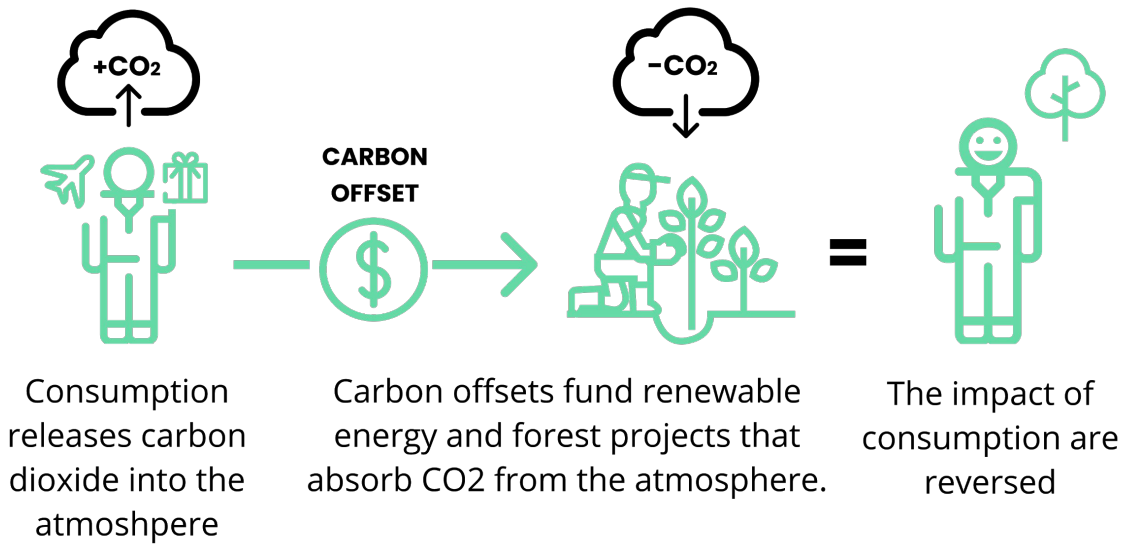 +CO2
-CO2
CARBON
OFFSET
$
=
Consumption
releases carbon
dioxide into the
atmoshpere
Carbon offsets fund renewable
energy and forest projects that
absorb CO2 from the atmosphere.
The impact of
consumption are
reversed